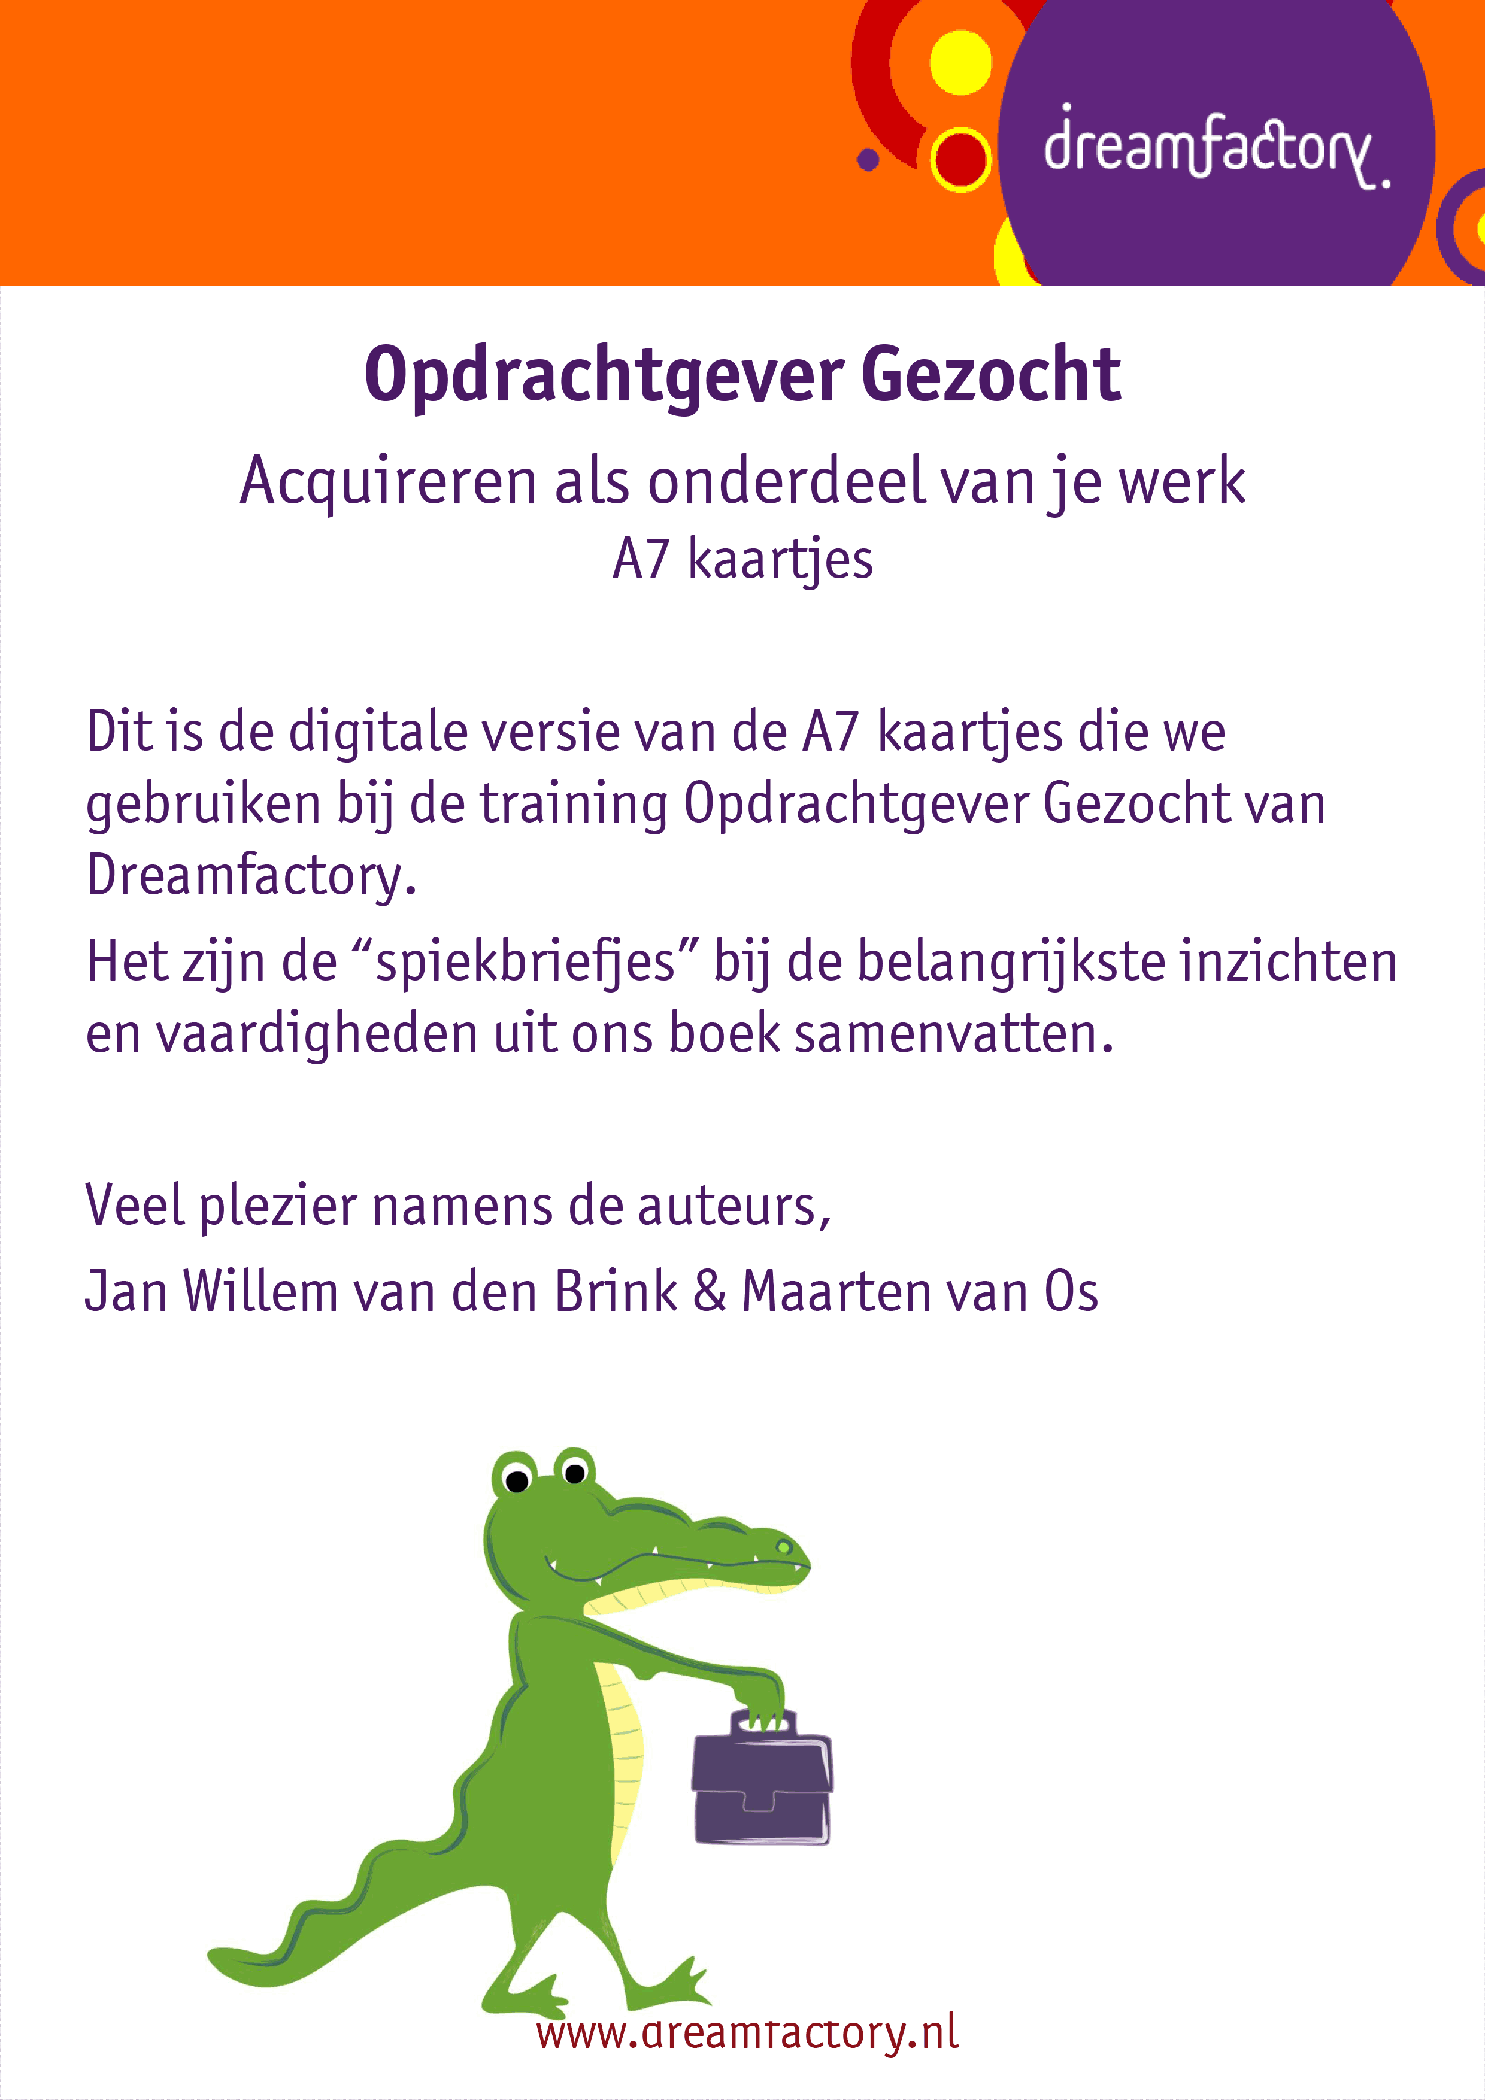 dreamfactory.
Opdrachtgever Gezocht
Acquireren als onderdeel van je werk
A7 kaartjes
Dit is de digitale versie van de A7 kaartjes die we
gebruiken bij de training Opdrachtgever Gezocht van
Dreamfactory.
Het zijn de “spiekbriefjes” bij de belangrijkste inzichten
en vaardigheden uit ons boek samenvatten.
Veel plezier namens de auteurs,
Jan Willem van den Brink & Maarten van Os
www.dreamfactory.nl